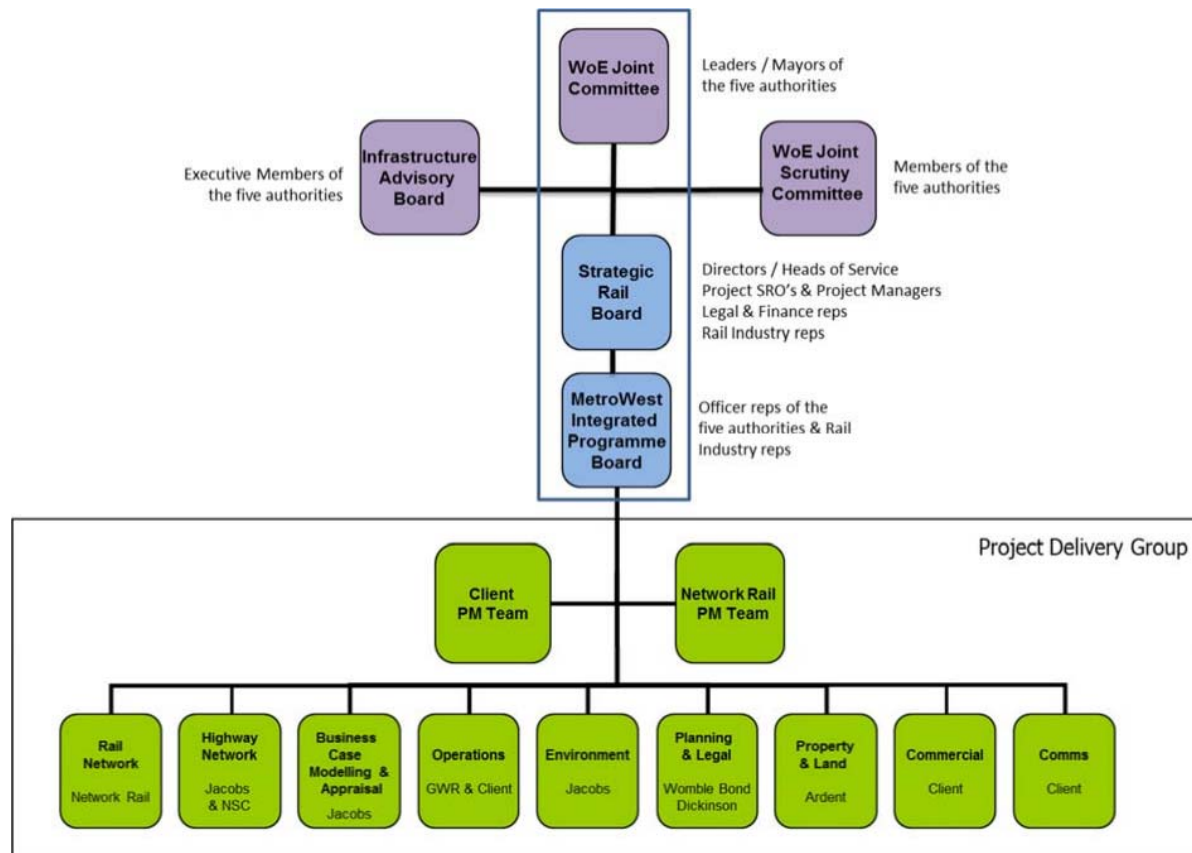 WoE Joint
Committee
Leaders / Mayors of
the five authorities
Executive Members of
the five authorities
Infrastructure
Advisory
Board
WoE Joint
Scrutiny
Committee
Members of the
five authorities
Strategic
Rail
Board
Directors / Heads of Service
Project SRO's & Project Managers
Legal & Finance reps
Rail Industry reps
MetroWest
Integrated
Programme
Board
Officer reps of the
five authorities & Rail
Industry reps
Project Delivery Group
Client
PM Team
Network Rail
PM Team
Rail
Network
Network Rail
Highway
Network
Jacobs
& NSC
Business
Case
Modelling &
Appraisal
Jacobs
Operations
GWR & Client
Environment
Jacobs
Planning
& Legal
Womble Bond
Dickinson
Property
& Land
Ardent
Commercial
Client
Comms
Client